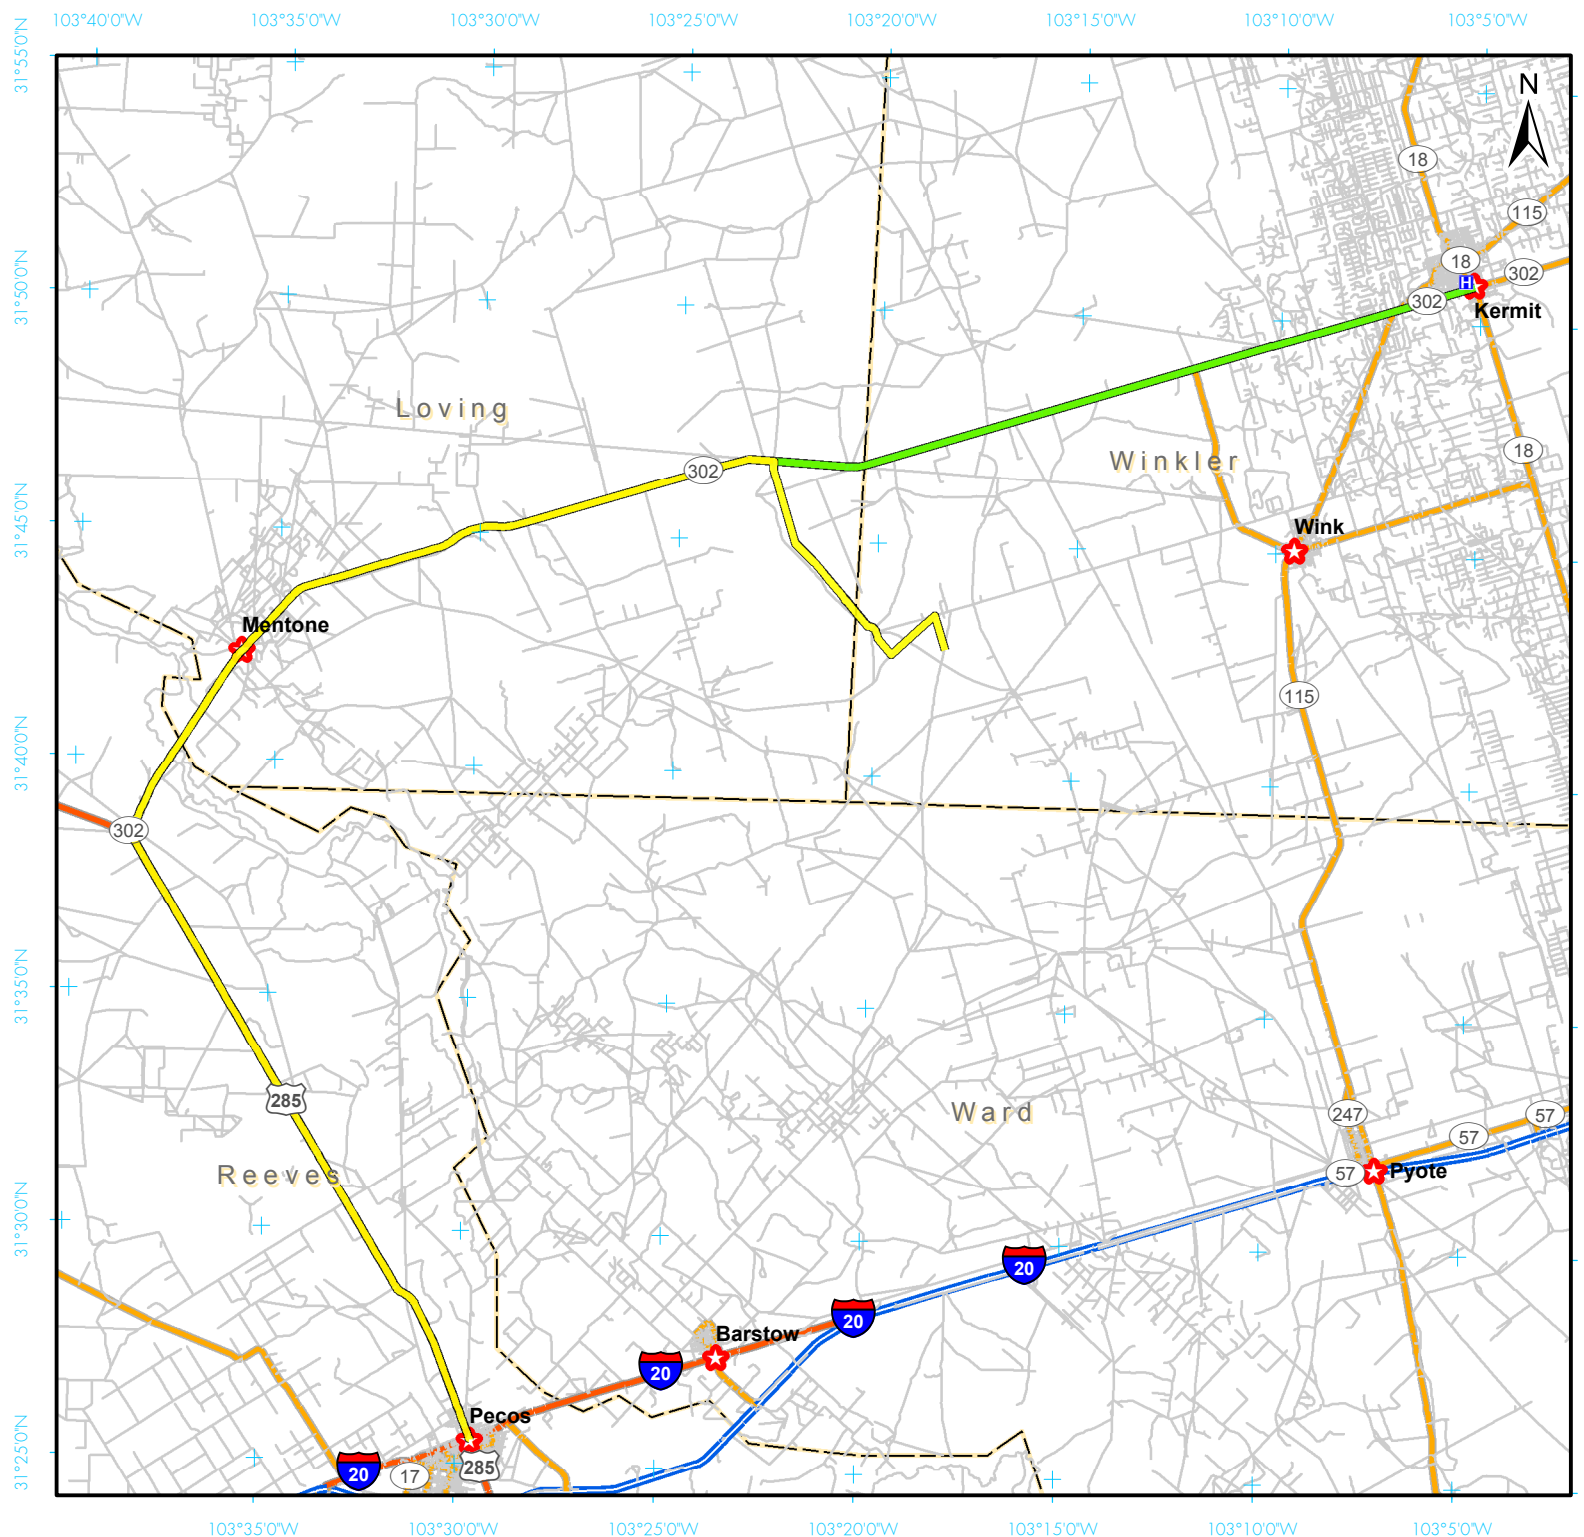 103°40'0"W
103°35'0"W
103°30'0"W
103°25'0"W
103°20'0"W
103°15'0"W
103°10'0"W
103°5'0"W
31°55'0"N
N
18
115
18
302
H
302
Kermit
31°50'0"N
Loving
Winkler
18
302
31°45'0"N
Wink
Mentone
115
31°40'0"N
302
31°35'0"N
285
Ward
247
57
57
57
Pyote
Reeves
31°30'0"N
20
20
Barstow
20
Pecos
31°25'0"N
20
17
285
103°35'0"W
103°30'0"W
103°25'0"W
103°20'0"W
103°15'0"W
103°10'0"W
103°5'0"W